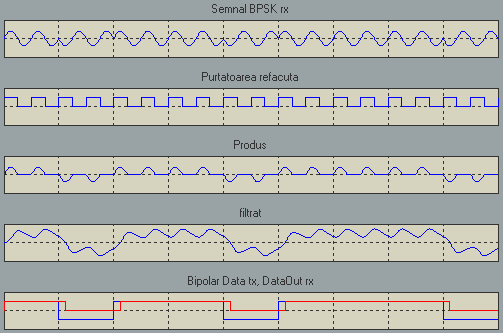 Semnal BPSK rx
Purtatoarea refacuta
Produs
filtrat
Bipolar Data tx, DataOut rx